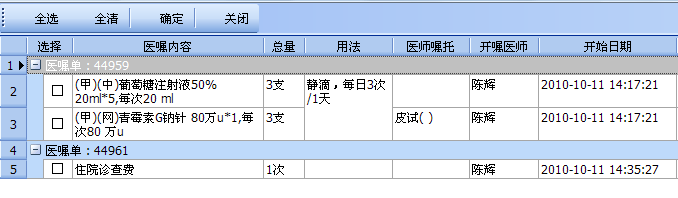 全选 全清 确定 关闭
选择 医嘱内容 总量 用法 医师嘱托 开嘱医师 开始日期
1 医嘱单：44959
2 (甲)(中)葡萄糖注射液50% 3支 静滴，每日3次 陈辉 2010-10-11 14:17:21
20ml*5,每次20 ml /1天
3 (甲)(网)青霉素G钠针 80万u*1,每 3支 皮试( ) 陈辉 2010-10-11 14:17:21
次80 万u
4 医嘱单：44961
5 住院诊查费 1次 陈辉 2010-10-11 14:35:27